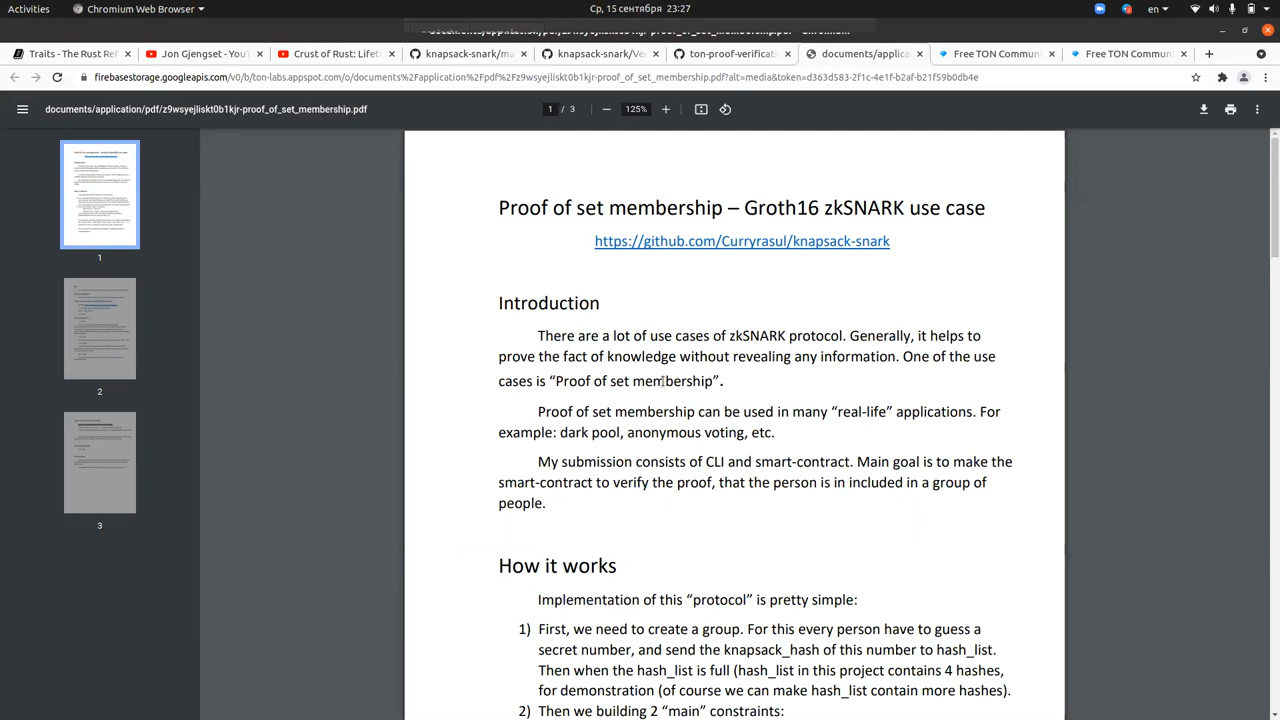 Activities
Chromium Web Browser
Ср, 15 сентября 23:27
en
Traits - The Rust Ref
Jon Gjengset - YouT
Crust of Rust: Lifeti
knapsack-snark/ma
knapsack-snark/Ve
ton-proof-verificati
documents/applica
Free TON Commun
Free TON Commun
firebasestorage.googleapis.com/v0/b/ton-labs.appspot.com/o/documents%2Fapplication%2Fpdf%2Fz9wsyejliskt0b1kjr-proof_of_set_membership.pdf?alt=media&token=d363d583-2f1c-4e1f-b2af-b21f59b0db4e
documents/application/pdf/z9wsyejliskt0b1kjr-proof_of_set_membership.pdf
1 / 3
125%
1
2
3
Proof of set membership – Groth16 zkSNARK use case
https://github.com/Curryrasul/knapsack-snark
Introduction
There are a lot of use cases of zkSNARK protocol. Generally, it helps to
prove the fact of knowledge without revealing any information. One of the use
cases is “Proof of set membership”.
Proof of set membership can be used in many “real-life” applications. For
example: dark pool, anonymous voting, etc.
My submission consists of CLI and smart-contract. Main goal is to make the
smart-contract to verify the proof, that the person is in included in a group of
people.
How it works
Implementation of this “protocol” is pretty simple:
1) First, we need to create a group. For this every person have to guess a
secret number, and send the knapsack_hash of this number to hash_list.
Then when the hash_list is full (hash_list in this project contains 4 hashes,
for demonstration (of course we can make hash_list contain more hashes).
2) Then we building 2 “main” constraints: